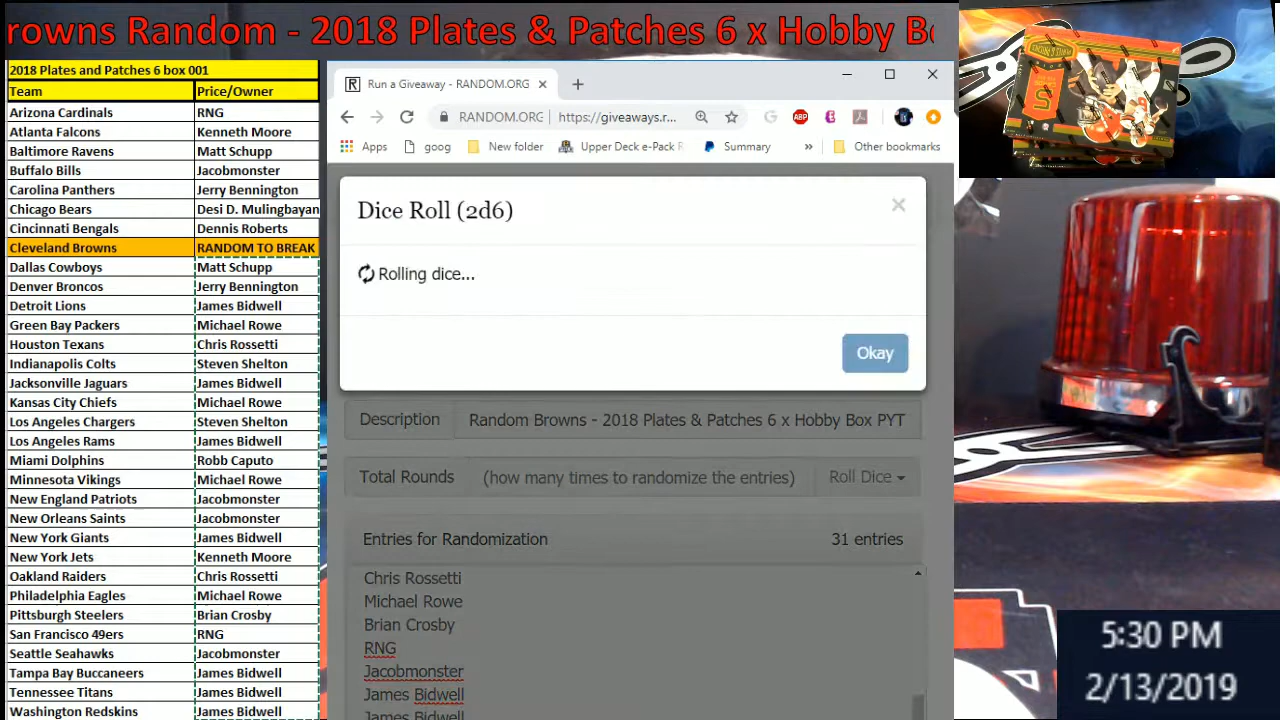 rowns Random - 2018 Plates & Patches 6 x Hobby B
2018 Plates and Patches 6 box 001
Team Price/Owner
Arizona Cardinals RNG
Atlanta Falcons Kenneth Moore
Baltimore Ravens Matt Schupp
Buffalo Bills Jacobmonster
Carolina Panthers Jerry Bennington
Chicago Bears Desi D. Mulingbayan
Cincinnati Bengals Dennis Roberts
Cleveland Browns RANDOM TO BREAK
Dallas Cowboys Matt Schupp
Denver Broncos Jerry Bennington
Detroit Lions James Bidwell
Green Bay Packers Michael Rowe
Houston Texans Chris Rossetti
Indianapolis Colts Steven Shelton
Jacksonville Jaguars James Bidwell
Kansas City Chiefs Michael Rowe
Los Angeles Chargers Steven Shelton
Los Angeles Rams James Bidwell
Miami Dolphins Robb Caputo
Minnesota Vikings Michael Rowe
New England Patriots Jacobmonster
New Orleans Saints Jacobmonster
New York Giants James Bidwell
New York Jets Kenneth Moore
Oakland Raiders Chris Rossetti
Philadelphia Eagles Michael Rowe
Pittsburgh Steelers Brian Crosby
San Francisco 49ers RNG
Seattle Seahawks Jacobmonster
Tampa Bay Buccaneers James Bidwell
Tennessee Titans James Bidwell
Washington Redskins James Bidwell
Run a Giveaway - RANDOM.ORG
RANDOM.ORG https://giveaways.r...
ABP
Apps goog New folder Upper Deck e-Pack R Summary » Other bookmarks
Dice Roll (2d6)
Rolling dice...
Okay
Description Random Browns - 2018 Plates & Patches 6 x Hobby Box PYT
Total Rounds (how many times to randomize the entries) Roll Dice
Entries for Randomization 31 entries
Chris Rossetti
Michael Rowe
Brian Crosby
RNG
Jacobmonster
James Bidwell
James Bidwell
5:30 PM
2/13/2019